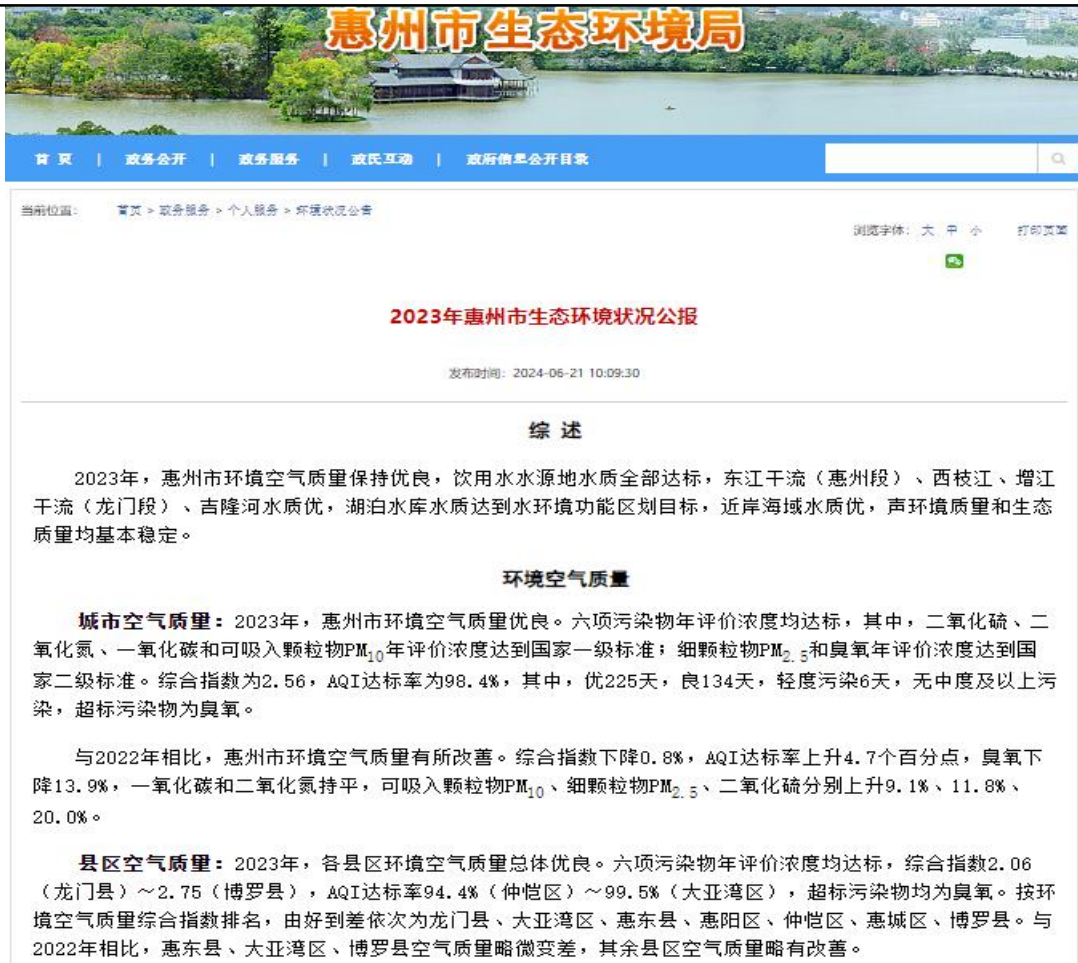 惠州市生态环境局
首 页 | 政务公开 | 政务服务 | 政民互动 | 政府信息公开目录
当前位置: 首页 > 政务服务 > 个人服务 > 环境状况公告
浏览字体: 大 中 小 打印页面
2023年惠州市生态环境状况公报
发布时间: 2024-06-21 10:09:30
综 述
2023年，惠州市环境空气质量保持优良，饮用水水源地水质全部达标，东江干流（惠州段）、西枝江、增江
干流（龙门段）、吉隆河水质优，湖泊水库水质达到水环境功能区划目标，近岸海域水质优，声环境质量和生态
质量均基本稳定。
环境空气质量
城市空气质量：2023年，惠州市环境空气质量优良。六项污染物年评价浓度均达标，其中，二氧化硫、二
氧化氮、一氧化碳和可吸入颗粒物PM10年评价浓度达到国家一级标准；细颗粒物PM2.5和臭氧年评价浓度达到国
家二级标准。综合指数为2.56，AQI达标率为98.4%，其中，优225天，良134天，轻度污染6天，无中度及以上污
染，超标污染物为臭氧。
与2022年相比，惠州市环境空气质量有所改善。综合指数下降0.8%，AQI达标率上升4.7个百分点，臭氧下
降13.9%，一氧化碳和二氧化氮持平，可吸入颗粒物PM10、细颗粒物PM2.5、二氧化硫分别上升9.1%、11.8%、
20.0%。
县区空气质量：2023年，各县区环境空气质量总体优良。六项污染物年评价浓度均达标，综合指数2.06
（龙门县）～2.75（博罗县），AQI达标率94.4%（仲恺区）～99.5%（大亚湾区），超标污染物均为臭氧。按环
境空气质量综合指数排名，由好到差依次为龙门县、大亚湾区、惠东县、惠阳区、仲恺区、惠城区、博罗县。与
2022年相比，惠东县、大亚湾区、博罗县空气质量略微变差，其余县区空气质量略有改善。